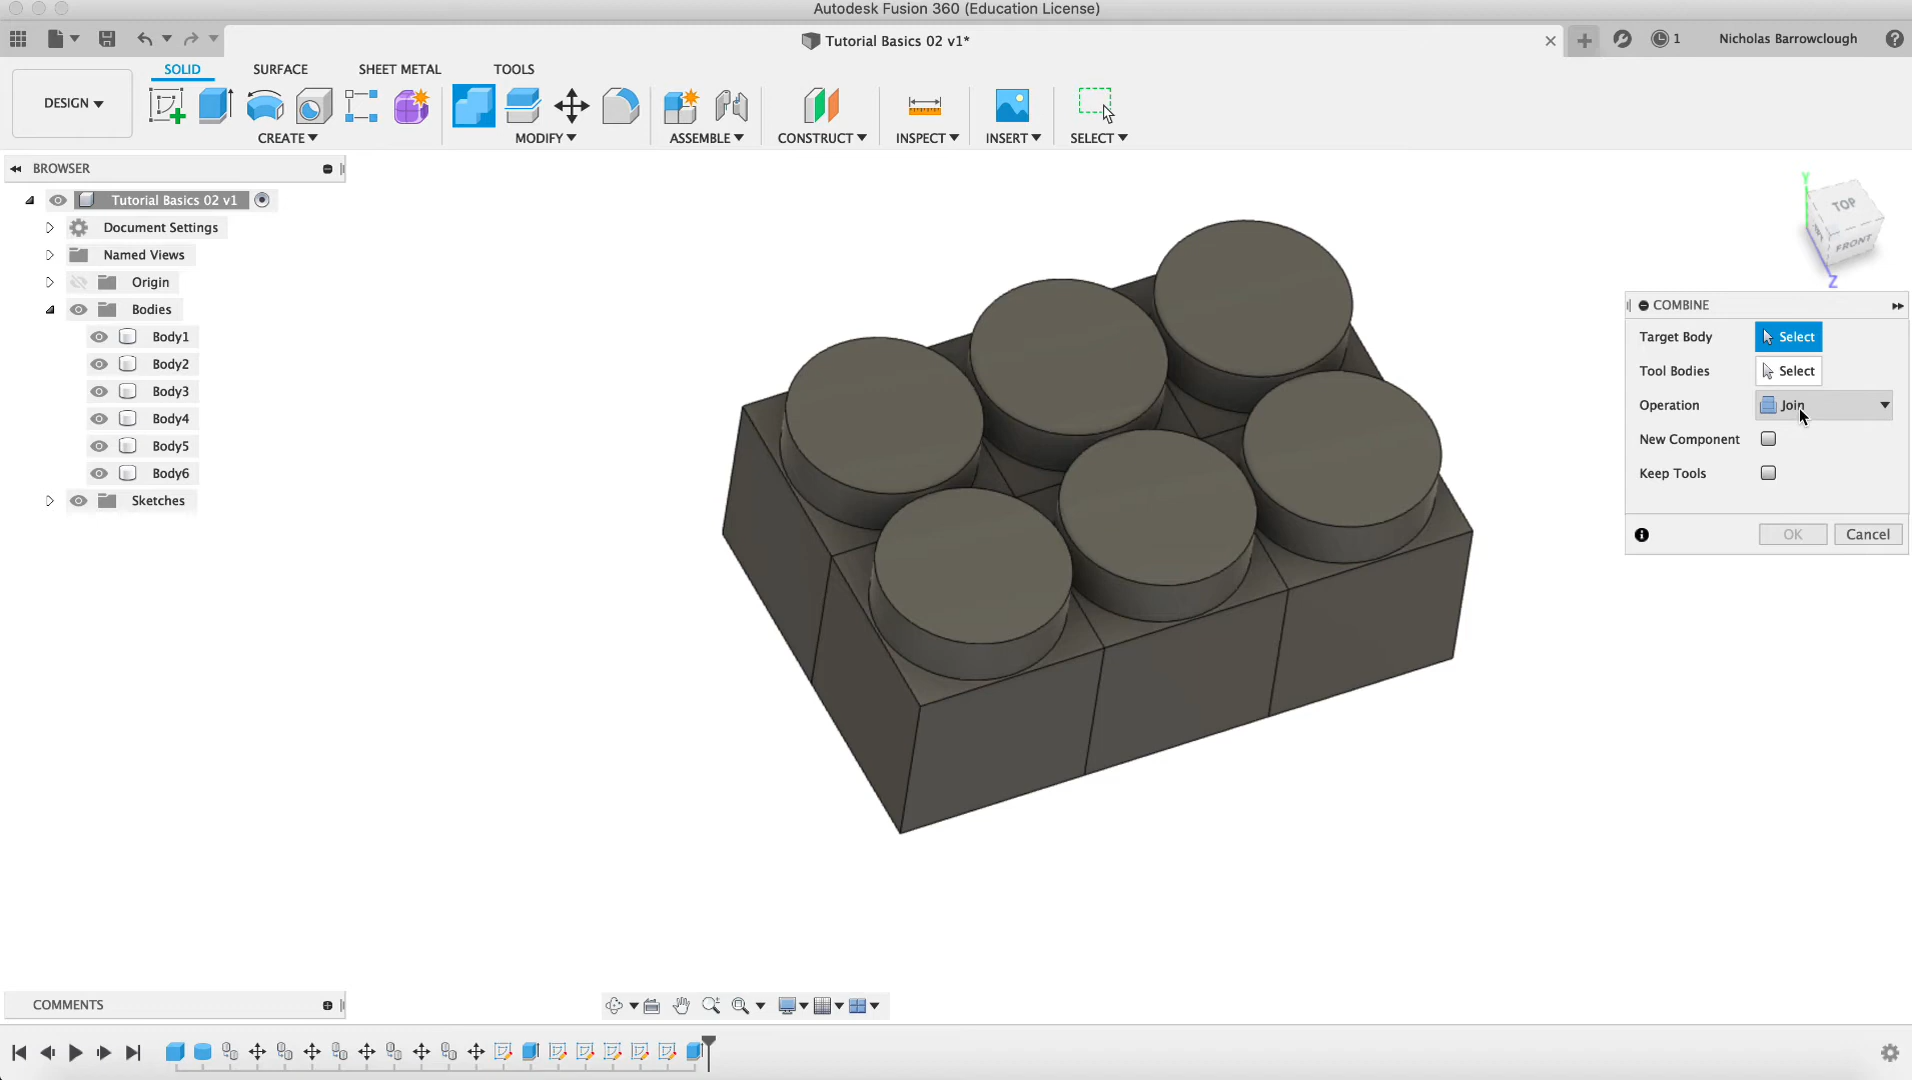 Autodesk Fusion 360 (Education License)
Tutorial Basics 02 v1*
1
Nicholas Barrowclough
SOLID
SURFACE
SHEET METAL
TOOLS
DESIGN
CREATE
MODIFY
ASSEMBLE
CONSTRUCT
INSPECT
INSERT
SELECT
BROWSER
Tutorial Basics 02 v1
Document Settings
Named Views
Origin
Bodies
Body1
Body2
Body3
Body4
Body5
Body6
Sketches
Y
TOP
FRONT
Z
COMBINE
Target Body
Select
Tool Bodies
Select
Operation
Join
New Component
Keep Tools
OK
Cancel
COMMENTS